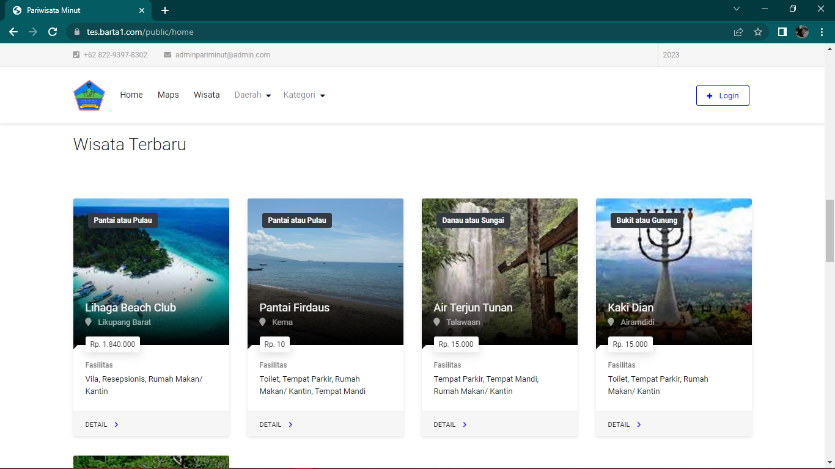 Pariwisata Minut
tes.barta1.com/public/home
+62 822-9397-8302
adminpariminut@admin.com
2023
Home
Maps
Wisata
Daerah
Kategori
Login
Wisata Terbaru
Pantai atau Pulau
Lihaga Beach Club
Likupang Barat
Rp. 1.840.000
Fasilitas
Vila, Resepsionis, Rumah Makan/
Kantin
DETAIL
Pantai atau Pulau
Pantai Firdaus
Kema
Rp. 10
Fasilitas
Toilet, Tempat Parkir, Rumah
Makan/ Kantin, Tempat Mandi
DETAIL
Danau atau Sungai
Air Terjun Tunan
Talawaan
Rp. 15.000
Fasilitas
Tempat Parkir, Tempat Mandi,
Rumah Makan/ Kantin
DETAIL
Bukit atau Gunung
Kaki Dian
Airamdidi
Rp. 15.000
Fasilitas
Toilet, Tempat Parkir, Rumah
Makan/ Kantin
DETAIL